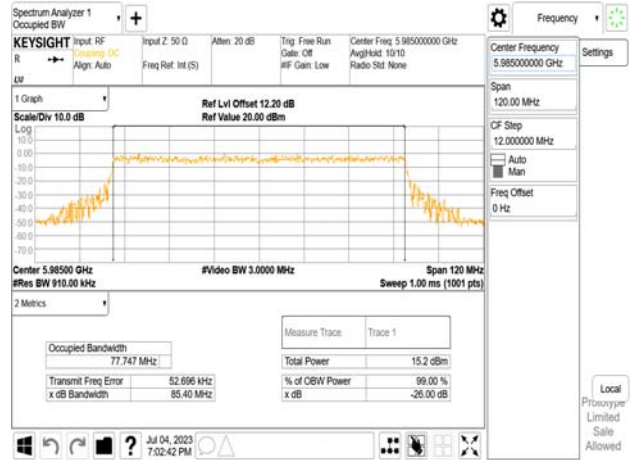 Spectrum Analyzer 1
Occupied BW
+
Frequency
KEYSIGHT
R
LXI
Input: RF
Coupling: DC
Align: Auto
Input Z: 50 Ω
Freq Ref: Int (S)
Atten: 20 dB
Trig: Free Run
Gate: Off
#IF Gain: Low
Center Freq: 5.985000000 GHz
Avg|Hold: 10/10
Radio Std: None
Center Frequency
5.985000000 GHz
Settings
Span
120.00 MHz
CF Step
12.000000 MHz
Auto
Man
Freq Offset
0 Hz
1 Graph
Scale/Div 10.0 dB
Ref Lvl Offset 12.20 dB
Ref Value 20.00 dBm
Log
10.0
0.00
-10.0
-20.0
-30.0
-40.0
-50.0
-60.0
-70.0
Center 5.98500 GHz
#Res BW 910.00 kHz
#Video BW 3.0000 MHz
Span 120 MHz
Sweep 1.00 ms (1001 pts)
2 Metrics
Measure Trace Trace 1
Occupied Bandwidth
77.747 MHz
Total Power 15.2 dBm
Transmit Freq Error 52.696 kHz
% of OBW Power 99.00 %
x dB Bandwidth 85.40 MHz
x dB -26.00 dB
Local
Prototype
Limited
Sale
Allowed
?
Jul 04, 2023
7:02:42 PM